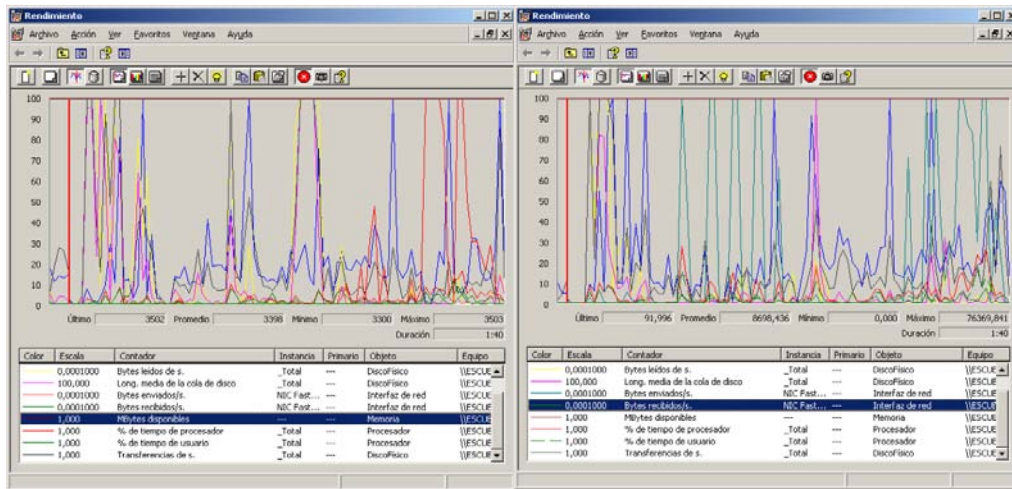 Rendimiento
Archivo Acción Ver Favoritos Ventana Ayuda
100
90
80
70
60
50
40
30
20
10
0
Último 3502 Promedio 3398 Mínimo 3300 Máximo 3503
Duración 1:40
Color Escala Contador Instancia Primario Objeto Equipo
0,0001000 Bytes leídos de s. _Total --- DiscoFísico \\ESCUE
100,000 Long. media de la cola de disco _Total --- DiscoFísico \\ESCUE
0,0001000 Bytes enviados/s. NIC Fast... --- Interfaz de red \\ESCUE
0,0001000 Bytes recibidos/s. NIC Fast... --- Interfaz de red \\ESCUE
1,000 MBytes disponibles --- --- Memoria \\ESCUE
1,000 % de tiempo de procesador _Total --- Procesador \\ESCUE
1,000 % de tiempo de usuario _Total --- Procesador \\ESCUE
1,000 Transferencias de s. _Total --- DiscoFísico \\ESCUE
Rendimiento
Archivo Acción Ver Favoritos Ventana Ayuda
100
90
80
70
60
50
40
30
20
10
0
Último 91,996 Promedio 8698,436 Mínimo 0,000 Máximo 76369,841
Duración 1:40
Color Escala Contador Instancia Primario Objeto Equipo
0,0001000 Bytes leídos de s. _Total --- DiscoFísico \\ESCUE
100,000 Long. media de la cola de disco _Total --- DiscoFísico \\ESCUE
0,0001000 Bytes enviados/s. NIC Fast... --- Interfaz de red \\ESCUE
0,0001000 Bytes recibidos/s. NIC Fast... --- Interfaz de red \\ESCUE
1,000 MBytes disponibles --- --- Memoria \\ESCUE
1,000 % de tiempo de procesador _Total --- Procesador \\ESCUE
1,000 % de tiempo de usuario _Total --- Procesador \\ESCUE
1,000 Transferencias de s. _Total --- DiscoFísico \\ESCUE